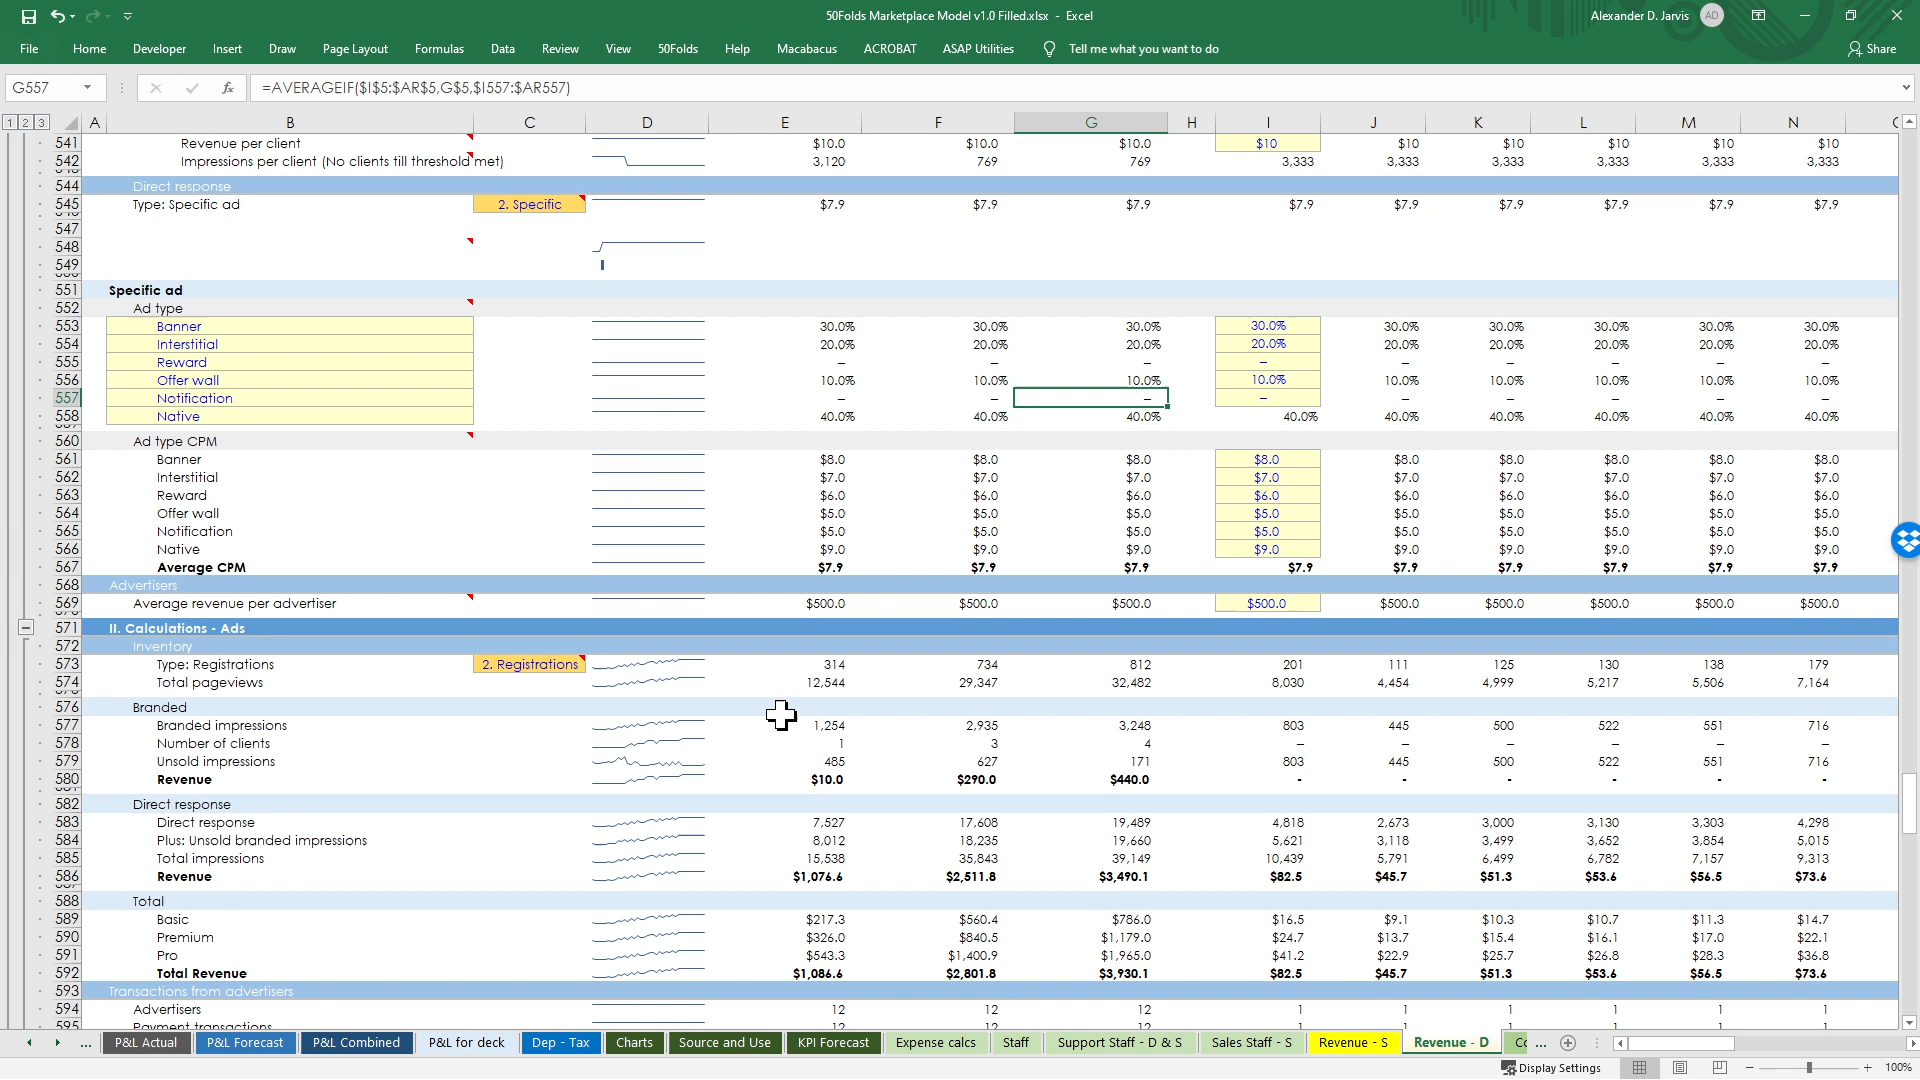 50Folds Marketplace Model v1.0 Filled.xlsx - Excel
Alexander D. Jarvis AD
File Home Developer Insert Draw Page Layout Formulas Data Review View 50Folds Help Macabacus ACROBAT ASAP Utilities Tell me what you want to do Share
G557 fx =AVERAGEIF($I$5:$AR$5,G$5,$I557:$AR557)
1 2 3 A B C D E F G H I J K L M N
541 Revenue per client $10.0 $10.0 $10.0 $10 $10 $10 $10 $10 $10
542 Impressions per client (No clients till threshold met) 3,120 769 769 3,333 3,333 3,333 3,333 3,333 3,333
544 Direct response
545 Type: Specific ad 2. Specific $7.9 $7.9 $7.9 $7.9 $7.9 $7.9 $7.9 $7.9 $7.9
547
548
549
551 Specific ad
552 Ad type
553 Banner 30.0% 30.0% 30.0% 30.0% 30.0% 30.0% 30.0% 30.0% 30.0%
554 Interstitial 20.0% 20.0% 20.0% 20.0% 20.0% 20.0% 20.0% 20.0% 20.0%
555 Reward – – – – – – – – –
556 Offer wall 10.0% 10.0% 10.0% 10.0% 10.0% 10.0% 10.0% 10.0% 10.0%
557 Notification – – – – – – – – –
558 Native 40.0% 40.0% 40.0% 40.0% 40.0% 40.0% 40.0% 40.0% 40.0%
560 Ad type CPM
561 Banner $8.0 $8.0 $8.0 $8.0 $8.0 $8.0 $8.0 $8.0 $8.0
562 Interstitial $7.0 $7.0 $7.0 $7.0 $7.0 $7.0 $7.0 $7.0 $7.0
563 Reward $6.0 $6.0 $6.0 $6.0 $6.0 $6.0 $6.0 $6.0 $6.0
564 Offer wall $5.0 $5.0 $5.0 $5.0 $5.0 $5.0 $5.0 $5.0 $5.0
565 Notification $5.0 $5.0 $5.0 $5.0 $5.0 $5.0 $5.0 $5.0 $5.0
566 Native $9.0 $9.0 $9.0 $9.0 $9.0 $9.0 $9.0 $9.0 $9.0
567 Average CPM $7.9 $7.9 $7.9 $7.9 $7.9 $7.9 $7.9 $7.9 $7.9
568 Advertisers
569 Average revenue per advertiser $500.0 $500.0 $500.0 $500.0 $500.0 $500.0 $500.0 $500.0 $500.0
571 II. Calculations - Ads
572 Inventory
573 Type: Registrations 2. Registrations 314 734 812 201 111 125 130 138 179
574 Total pageviews 12,544 29,347 32,482 8,030 4,454 4,999 5,217 5,506 7,164
576 Branded
577 Branded impressions 1,254 2,935 3,248 803 445 500 522 551 716
578 Number of clients 1 3 4 – – – – – –
579 Unsold impressions 485 627 171 803 445 500 522 551 716
580 Revenue $10.0 $290.0 $440.0 - - - - - -
582 Direct response
583 Direct response 7,527 17,608 19,489 4,818 2,673 3,000 3,130 3,303 4,298
584 Plus: Unsold branded impressions 8,012 18,235 19,660 5,621 3,118 3,499 3,652 3,854 5,015
585 Total impressions 15,538 35,843 39,149 10,439 5,791 6,499 6,782 7,157 9,313
586 Revenue $1,076.6 $2,511.8 $3,490.1 $82.5 $45.7 $51.3 $53.6 $56.5 $73.6
588 Total
589 Basic $217.3 $560.4 $786.0 $16.5 $9.1 $10.3 $10.7 $11.3 $14.7
590 Premium $326.0 $840.5 $1,179.0 $24.7 $13.7 $15.4 $16.1 $17.0 $22.1
591 Pro $543.3 $1,400.9 $1,965.0 $41.2 $22.9 $25.7 $26.8 $28.3 $36.8
592 Total Revenue $1,086.6 $2,801.8 $3,930.1 $82.5 $45.7 $51.3 $53.6 $56.5 $73.6
593 Transactions from advertisers
594 Advertisers 12 12 12 1 1 1 1 1 1
595 Payment transactions 12 12 12 1 1 1 1 1 1
... P&L Actual P&L Forecast P&L Combined P&L for deck Dep - Tax Charts Source and Use KPI Forecast Expense calcs Staff Support Staff - D & S Sales Staff - S Revenue - S Revenue - D ...
Display Settings 100%